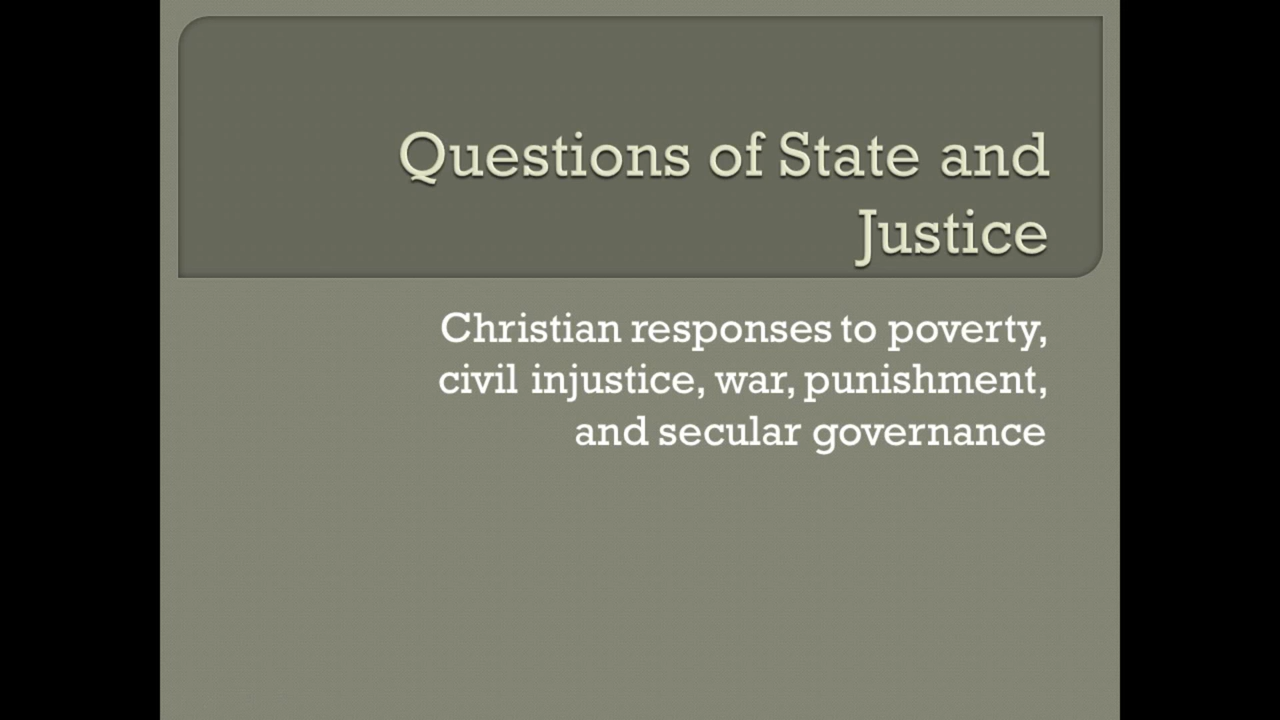 Questions of State and
Justice
Christian responses to poverty,
civil injustice, war, punishment,
and secular governance